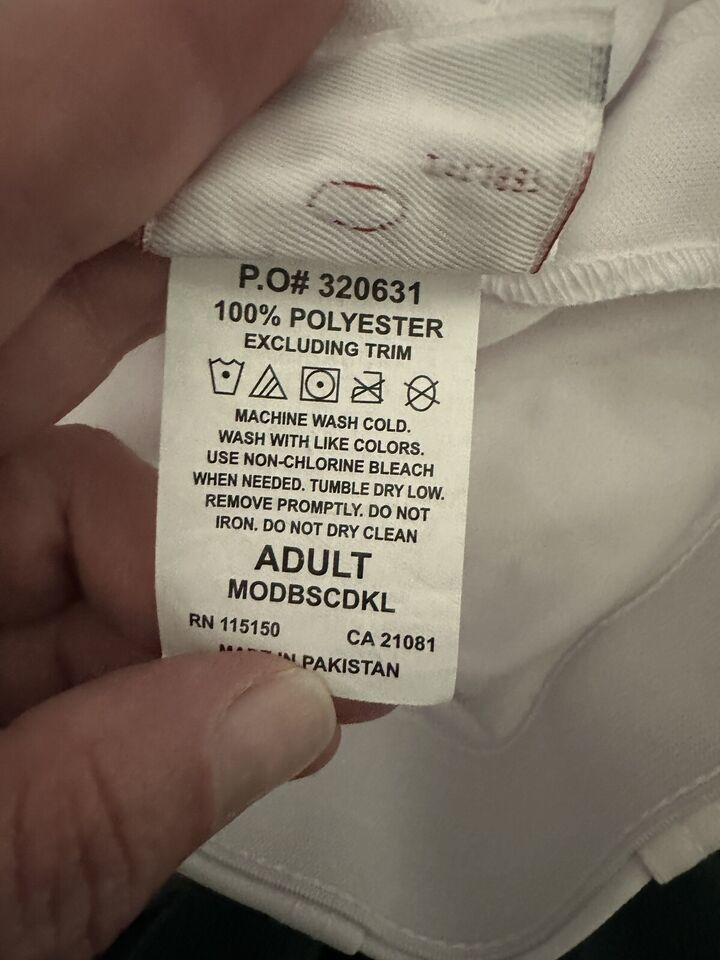 P.O# 320631
100% POLYESTER
EXCLUDING TRIM
MACHINE WASH COLD.
WASH WITH LIKE COLORS.
USE NON-CHLORINE BLEACH
WHEN NEEDED. TUMBLE DRY LOW.
REMOVE PROMPTLY. DO NOT
IRON. DO NOT DRY CLEAN
ADULT
MODBSCDKL
RN 115150 CA 21081
MADE IN PAKISTAN